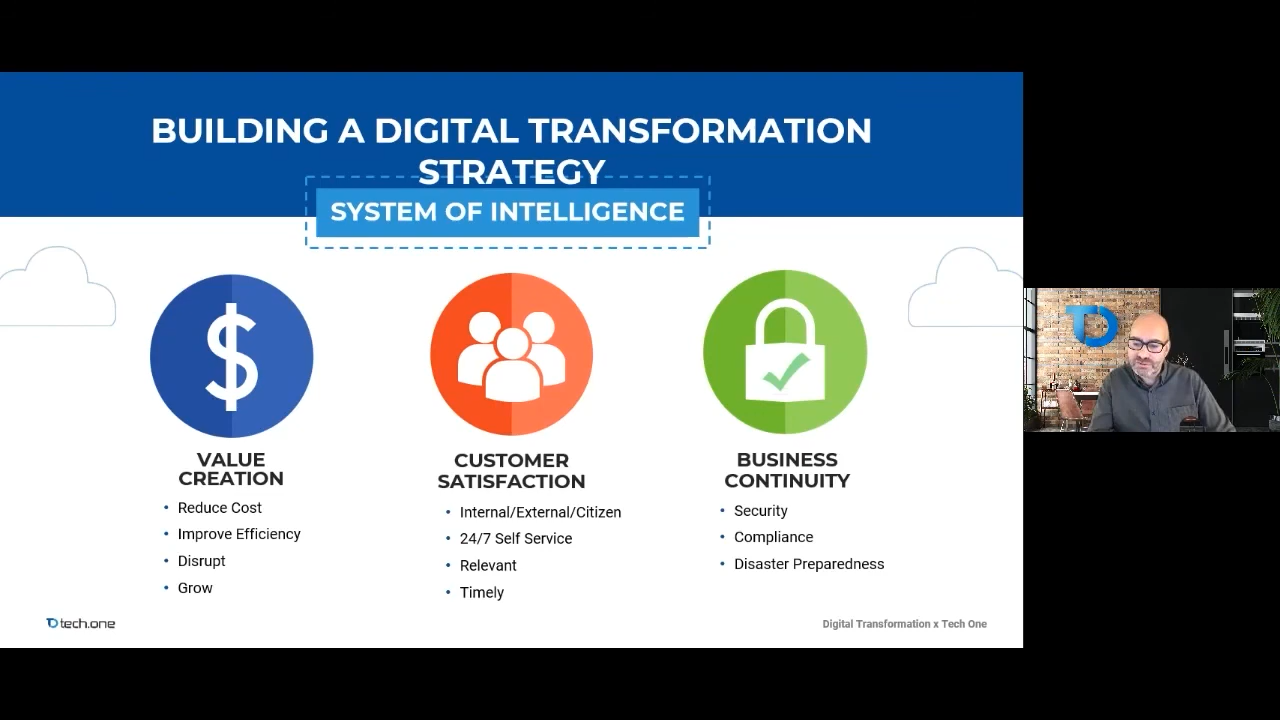 BUILDING A DIGITAL TRANSFORMATION
STRATEGY
SYSTEM OF INTELLIGENCE
VALUE
CREATION
• Reduce Cost
• Improve Efficiency
• Disrupt
• Grow
CUSTOMER
SATISFACTION
• Internal/External/Citizen
• 24/7 Self Service
• Relevant
• Timely
BUSINESS
CONTINUITY
• Security
• Compliance
• Disaster Preparedness
tech.one
Digital Transformation x Tech One